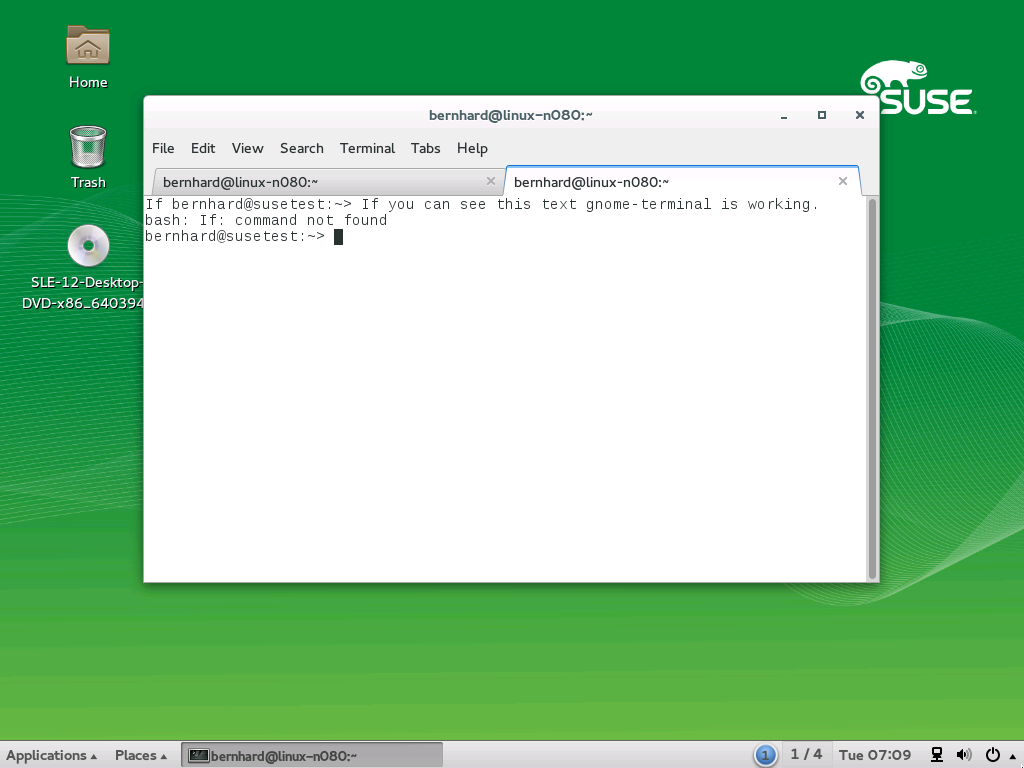 Home
SUSE
bernhard@linux-n080:~
File Edit View Search Terminal Tabs Help
Trash
bernhard@linux-n080:~ bernhard@linux-n080:~
If bernhard@susetest:~> If you can see this text gnome-terminal is working.
bash: If: command not found
bernhard@susetest:~>
SLE-12-Desktop-
DVD-x86_640394
Applications Places bernhard@linux-n080:~ 1 1 / 4 Tue 07:09